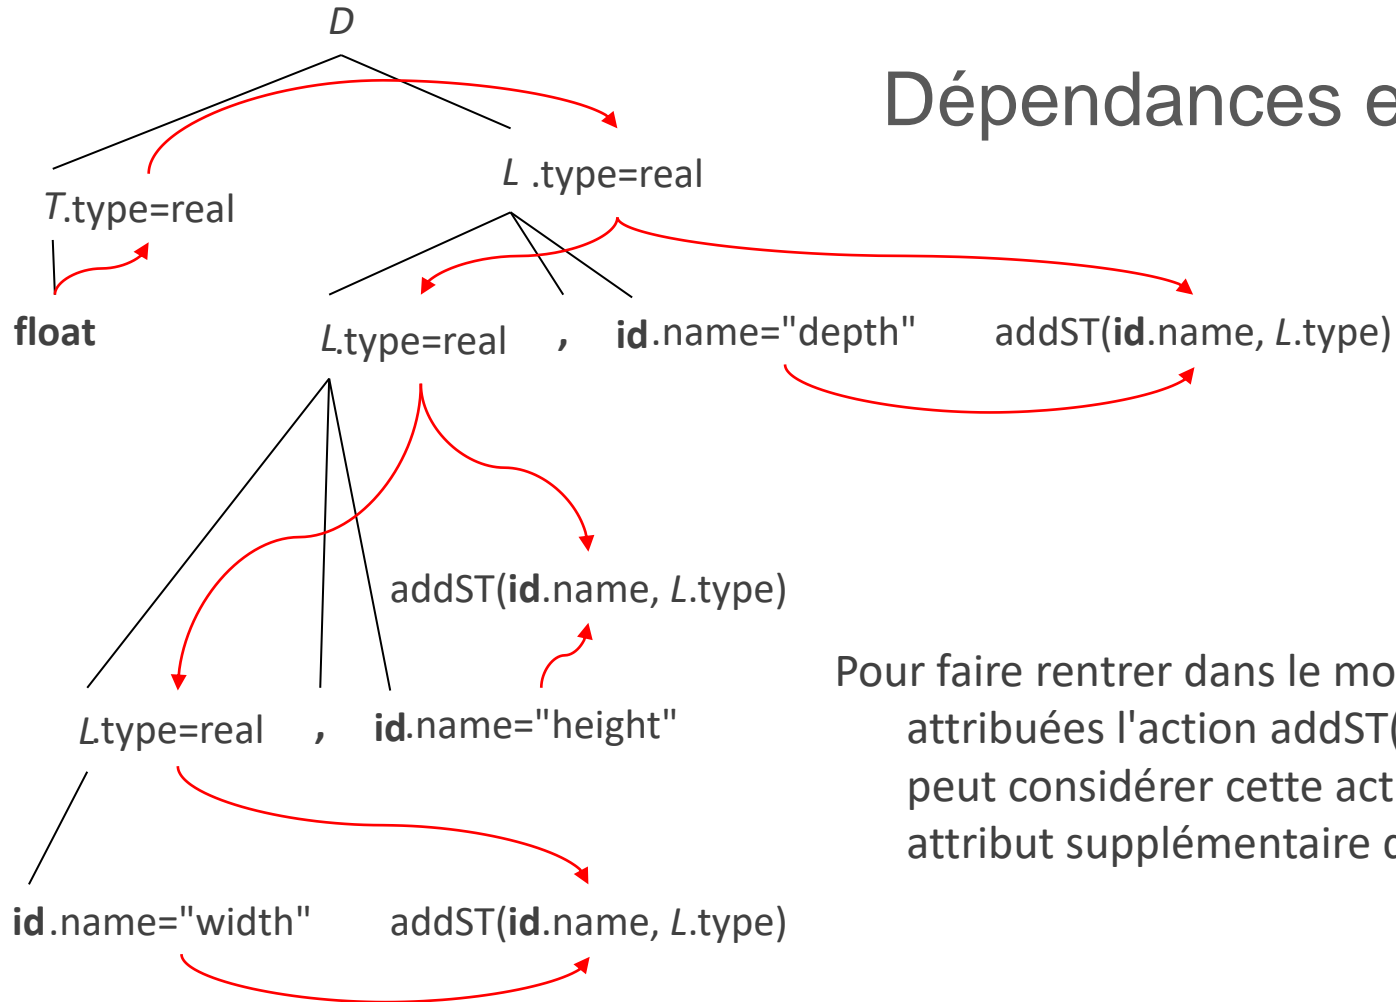 D
Dépendances e
T.type=real
L .type=real
float
L.type=real , id.name="depth" addST(id.name, L.type)
addST(id.name, L.type)
Pour faire rentrer dans le mo
attribuées l'action addST(
peut considérer cette act
attribut supplémentaire
L.type=real , id.name="height"
id.name="width" addST(id.name, L.type)